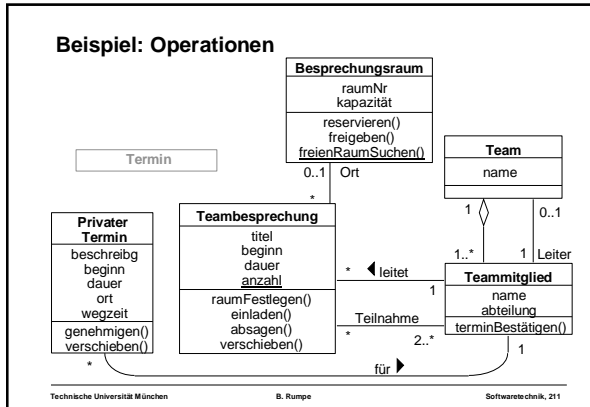 Beispiel: Operationen
Besprechungsraum
raumNr
kapazität
reservieren()
freigeben()
freienRaumSuchen()
Termin
Team
name
0..1 Ort
*
1
0..1
Privater
Termin
beschreibg
beginn
dauer
ort
wegzeit
genehmigen()
verschieben()
*
Teambesprechung
titel
beginn
dauer
anzahl
raumFestlegen()
einladen()
absagen()
verschieben()
1..*
1 Leiter
* ◀ leitet
1
Teilnahme
*
2..*
Teammitglied
name
abteilung
terminBestätigen()
1
für ▶
Technische Universität München B. Rumpe Softwaretechnik, 211